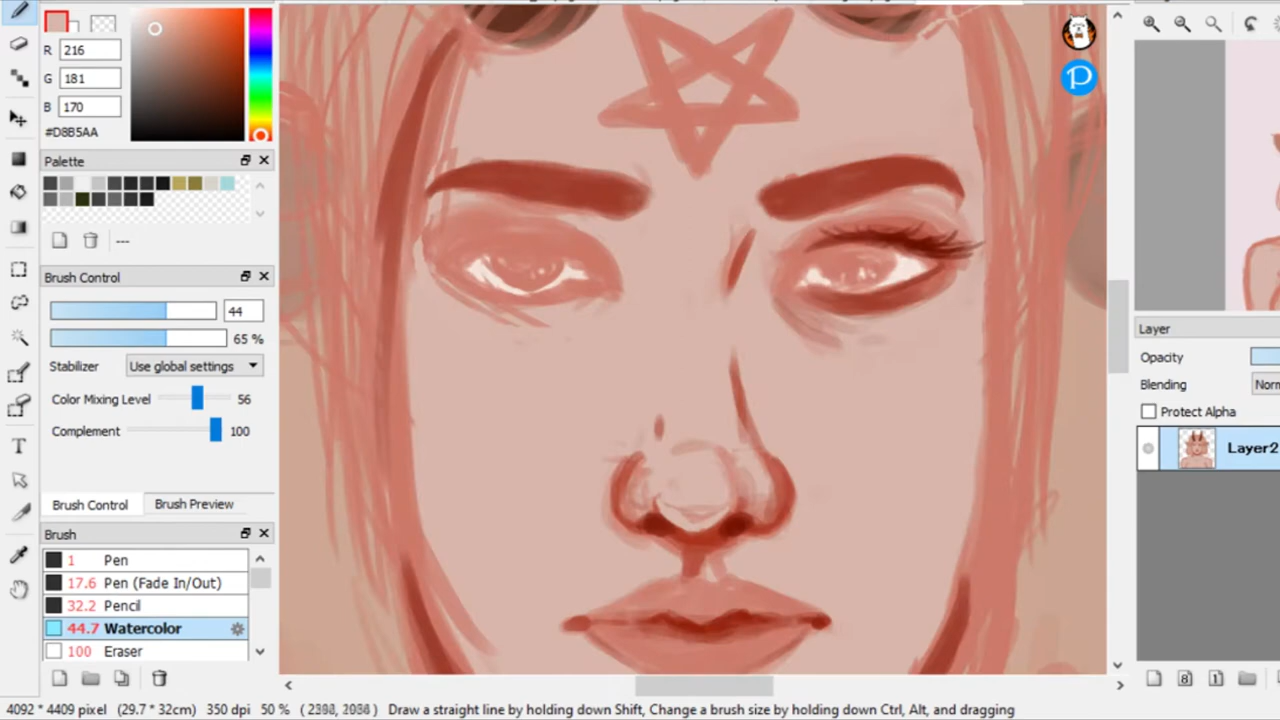 R 216
G 181
B 170
#D8B5AA
Palette
---
Brush Control
44
65 %
Stabilizer Use global settings
Color Mixing Level 56
Complement 100
Brush Control Brush Preview
Brush
1 Pen
17.6 Pen (Fade In/Out)
32.2 Pencil
44.7 Watercolor
100 Eraser
T
P
Layer
Opacity
Blending Norm
Protect Alpha
Layer2
8 1
4092 * 4409 pixel (29.7 * 32cm) 350 dpi 50 % Draw a straight line by holding down Shift, Change a brush size by holding down Ctrl, Alt, and dragging